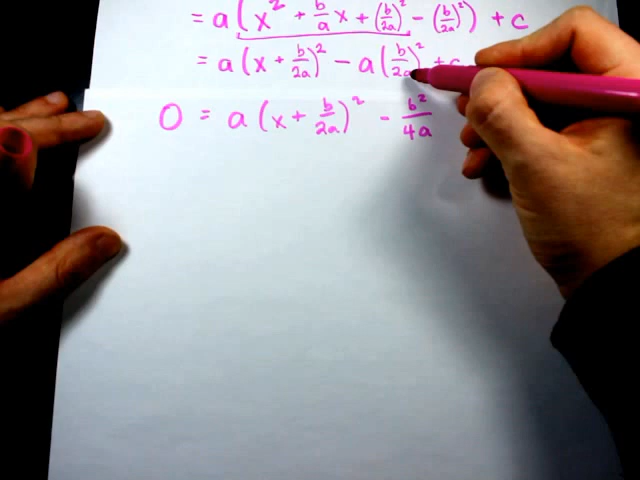 = a(x² + b/a x + (b/2a)² - (b/2a)²) + c
= a(x + b/2a)² - a(b/2a)² + c
0 = a(x + b/2a)² - b²/4a